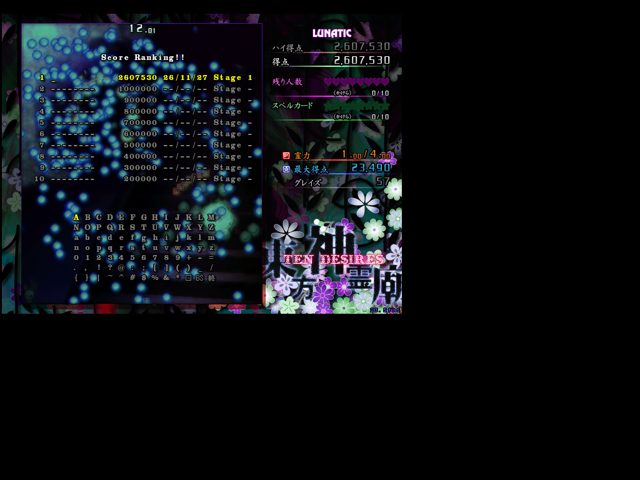 12.01
Score Ranking!!
1 -------- 2607530 26/11/27 Stage 1
2 -------- 1000000 --/--/-- Stage -
3 -------- 900000 --/--/-- Stage -
4 -------- 800000 --/--/-- Stage -
5 -------- 700000 --/--/-- Stage -
6 -------- 600000 --/--/-- Stage -
7 -------- 500000 --/--/-- Stage -
8 -------- 400000 --/--/-- Stage -
9 -------- 300000 --/--/-- Stage -
10 -------- 200000 --/--/-- Stage -
A B C D E F G H I J K L M
N O P Q R S T U V W X Y Z
a b c d e f g h i j k l m
n o p q r s t u v w x y z
0 1 2 3 4 5 6 7 8 9 + - =
. , ! ? @ : ; [ ] ( ) _ /
{ } | ~ ^ # $ % & * BS 終
LUNATIC
ハイ得点 2,607,530
得点 2,607,530
残り人数
0/10
スペルカード
0/10
霊力 1.00/4.00
最大得点 23,490
グレイズ 57
東方神霊廟
TEN DESIRES